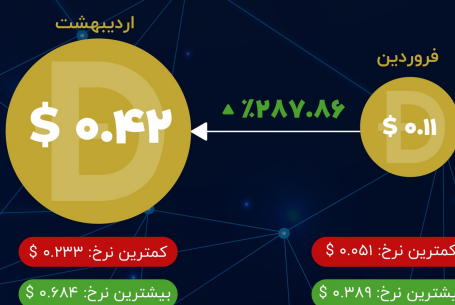 اردیبهشت
فروردین
$ ۰.۴۲
▲ ٪۲۸۷.۸۶
$ ۰.۱۱
کمترین نرخ: ۰.۲۳۳ $
کمترین نرخ: ۰.۰۵۱ $
بیشترین نرخ: ۰.۶۸۴ $
بیشترین نرخ: ۰.۳۸۹ $